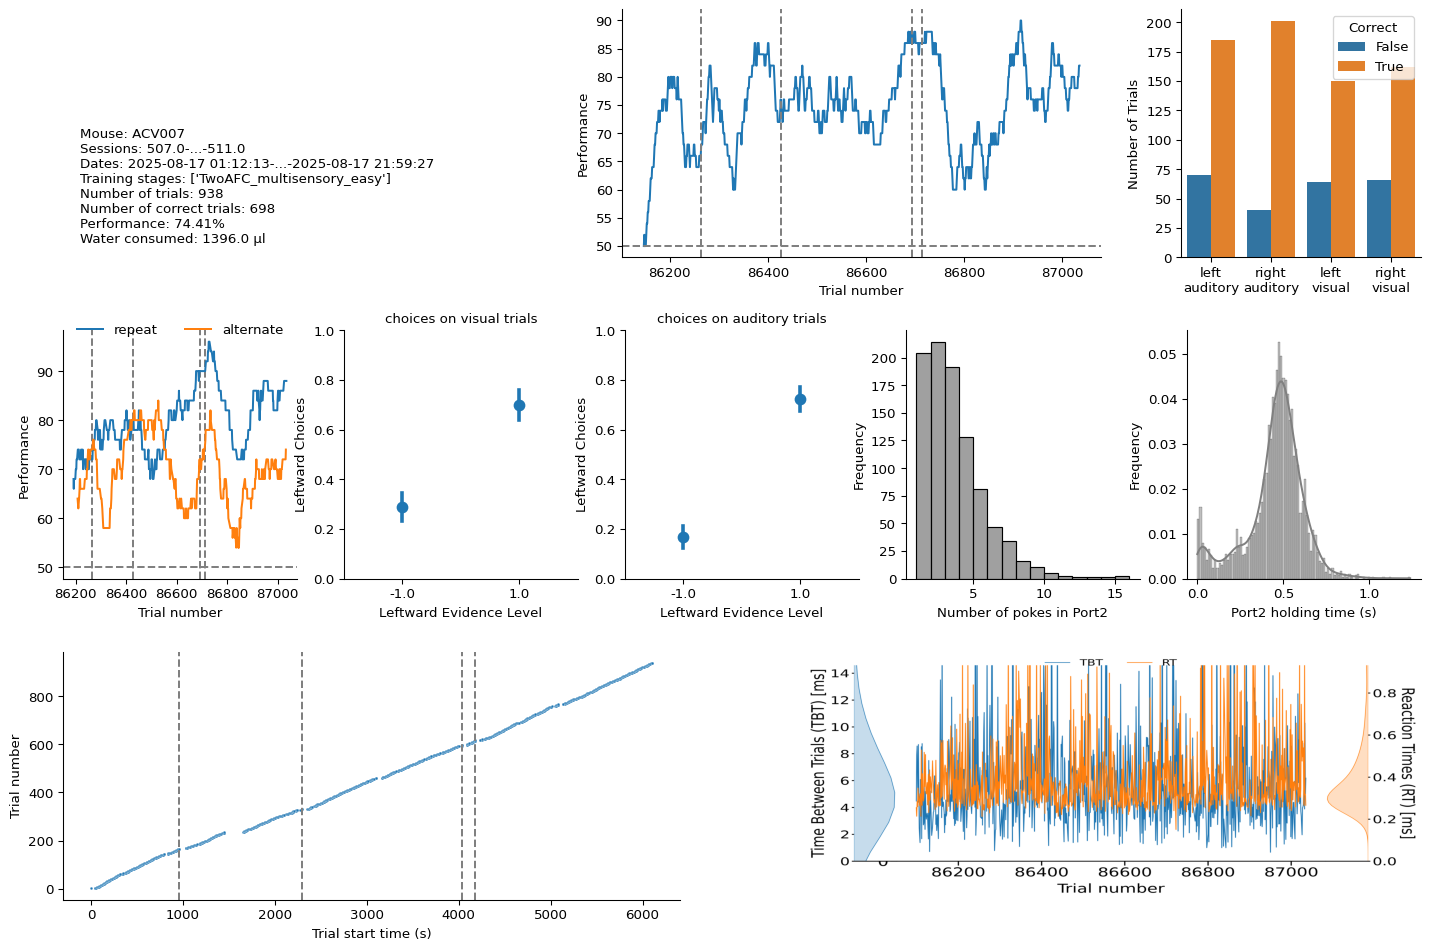 Mouse: ACV007
Sessions: 507.0-...-511.0
Dates: 2025-08-17 01:12:13-...-2025-08-17 21:59:27
Training stages: ['TwoAFC_multisensory_easy']
Number of trials: 938
Number of correct trials: 698
Performance: 74.41%
Water consumed: 1396.0 µl
90
85
80
75
70
65
60
55
50
Performance
86200 86400 86600 86800 87000
Trial number
200
175
150
125
100
75
50
25
0
Number of Trials
Correct
False
True
left auditory
right auditory
left visual
right visual
repeat alternate
90
80
70
60
50
Performance
86200 86400 86600 86800 87000
Trial number
choices on visual trials
1.0
0.8
0.6
0.4
0.2
0.0
Leftward Choices
-1.0 1.0
Leftward Evidence Level
choices on auditory trials
1.0
0.8
0.6
0.4
0.2
0.0
Leftward Choices
-1.0 1.0
Leftward Evidence Level
200
175
150
125
100
75
50
25
0
Frequency
5 10 15
Number of pokes in Port2
0.05
0.04
0.03
0.02
0.01
0.00
Frequency
0.0 0.5 1.0
Port2 holding time (s)
800
600
400
200
0
Trial number
0 1000 2000 3000 4000 5000 6000
Trial start time (s)
TBT RT
14
12
10
8
6
4
2
0
Time Between Trials (TBT) [ms]
0.8
0.6
0.4
0.2
0.0
Reaction Times (RT) [ms]
0
86200 86400 86600 86800 87000
Trial number